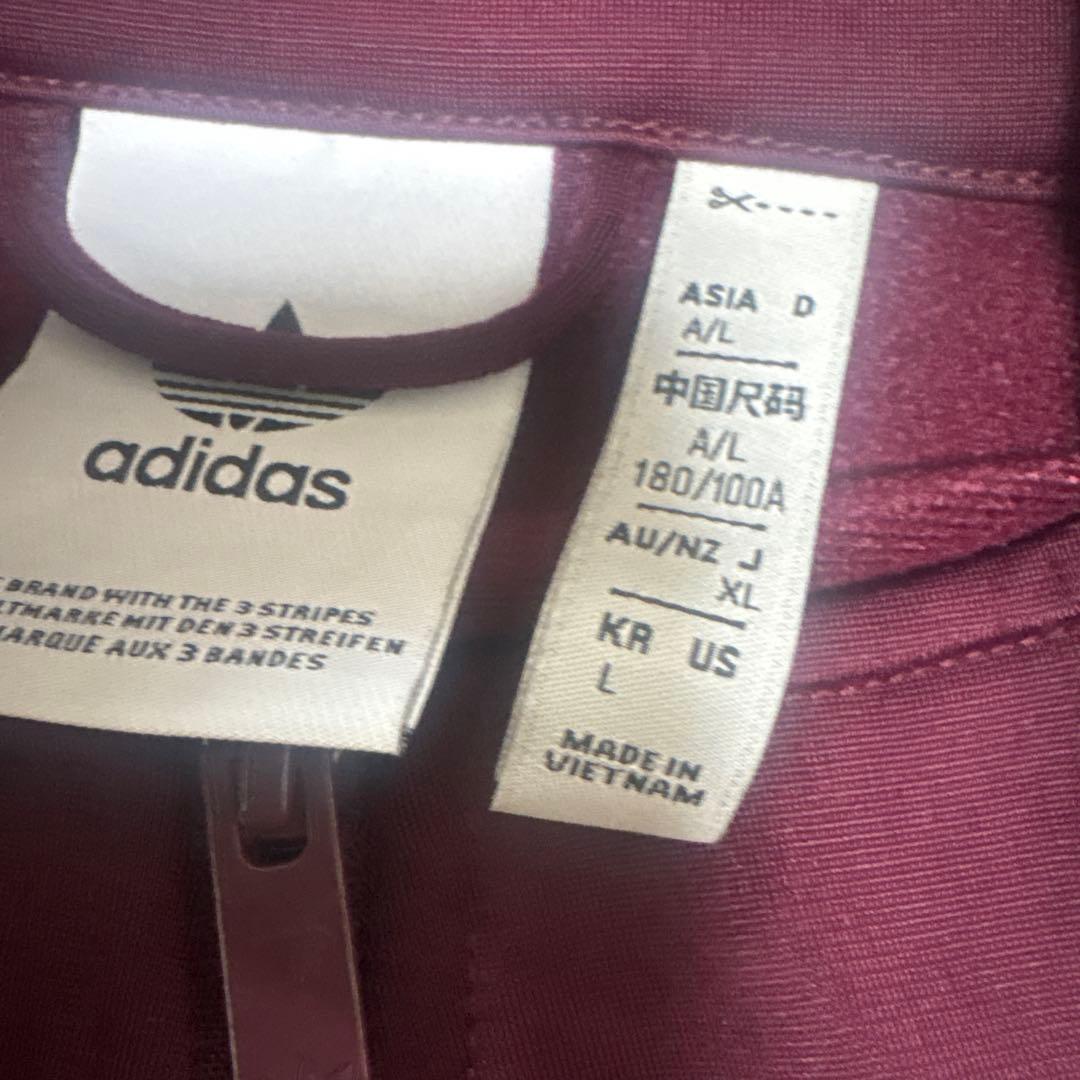 adidas
BRAND WITH THE 3 STRIPES
LTMARKE MIT DEN 3 STREIFEN
MARQUE AUX 3 BANDES
ASIA D
A/L
中国尺码
A/L
180/100A
AU/NZ J
XL
KR US
L
MADE IN
VIETNAM